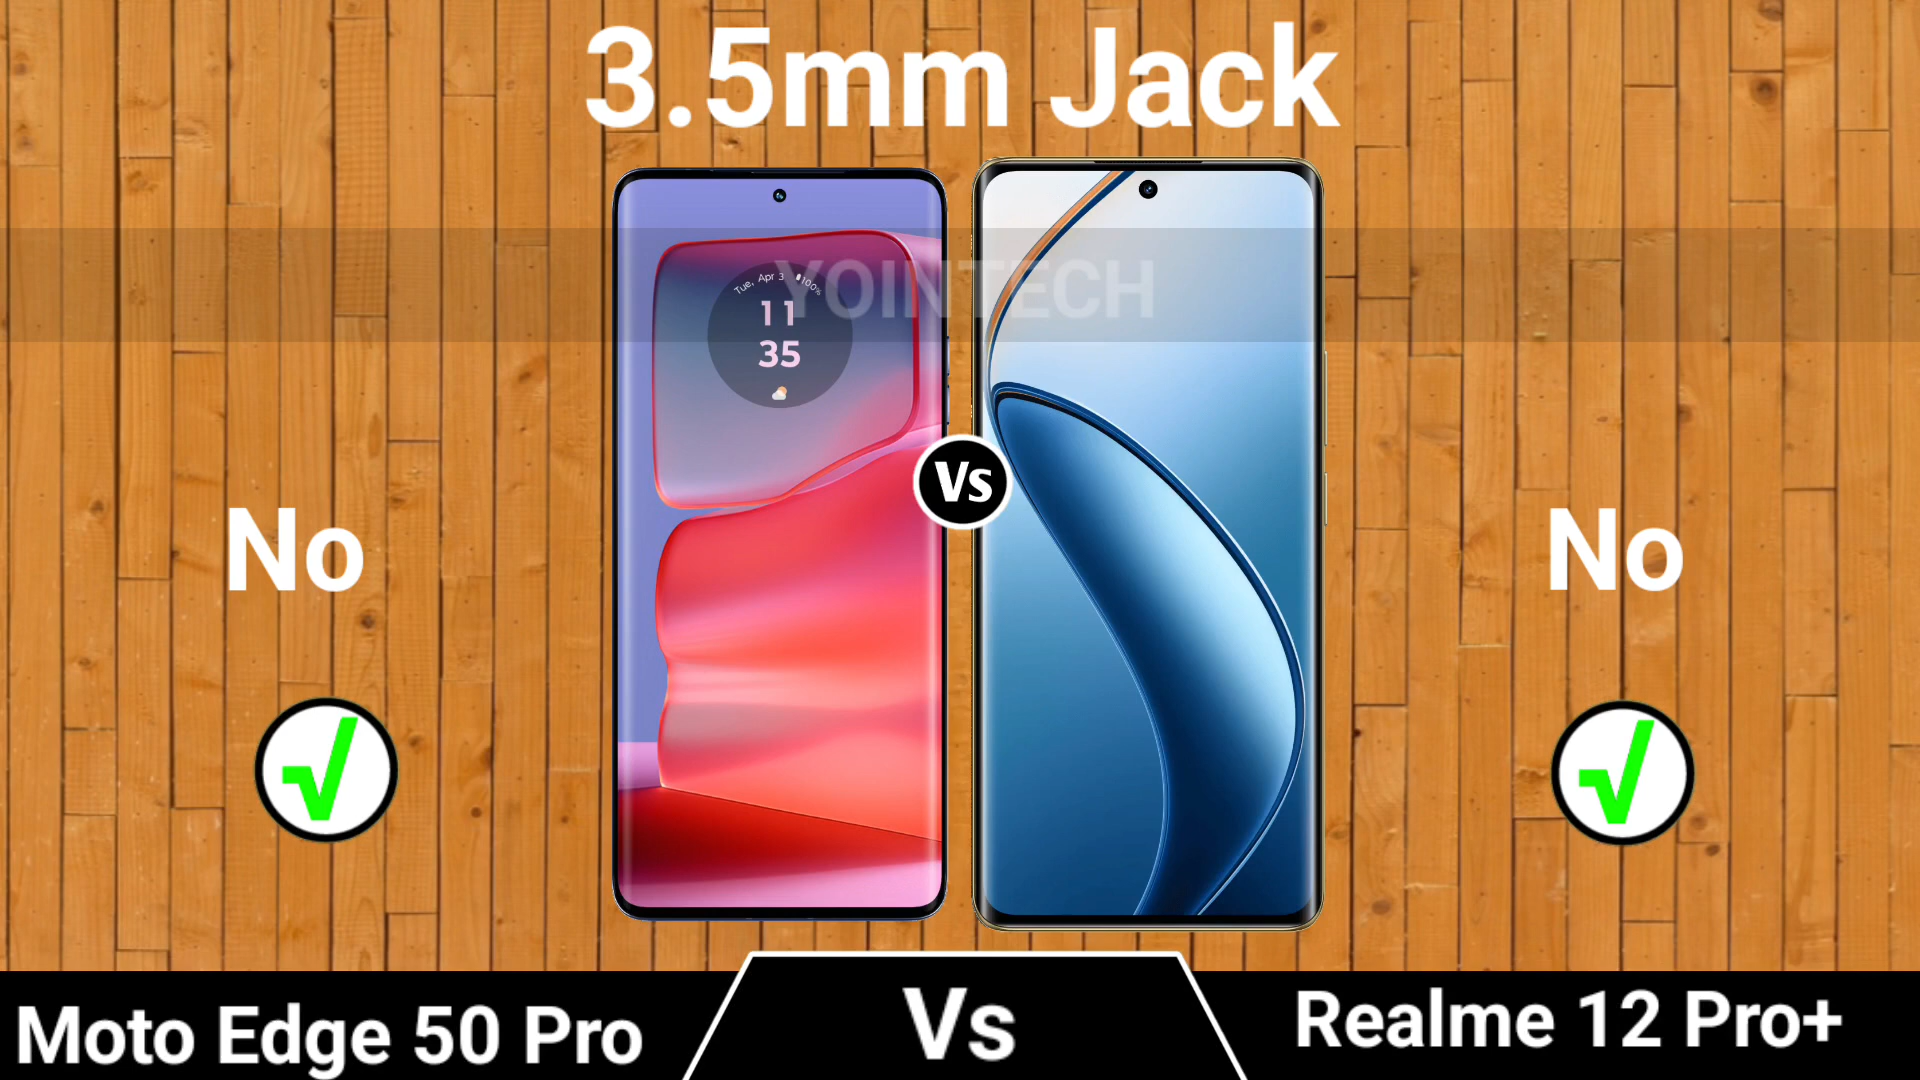 3.5mm Jack
YOINTECH
Tue, Apr 3 100%
11
35
Vs
No
No
Moto Edge 50 Pro
Vs
Realme 12 Pro+